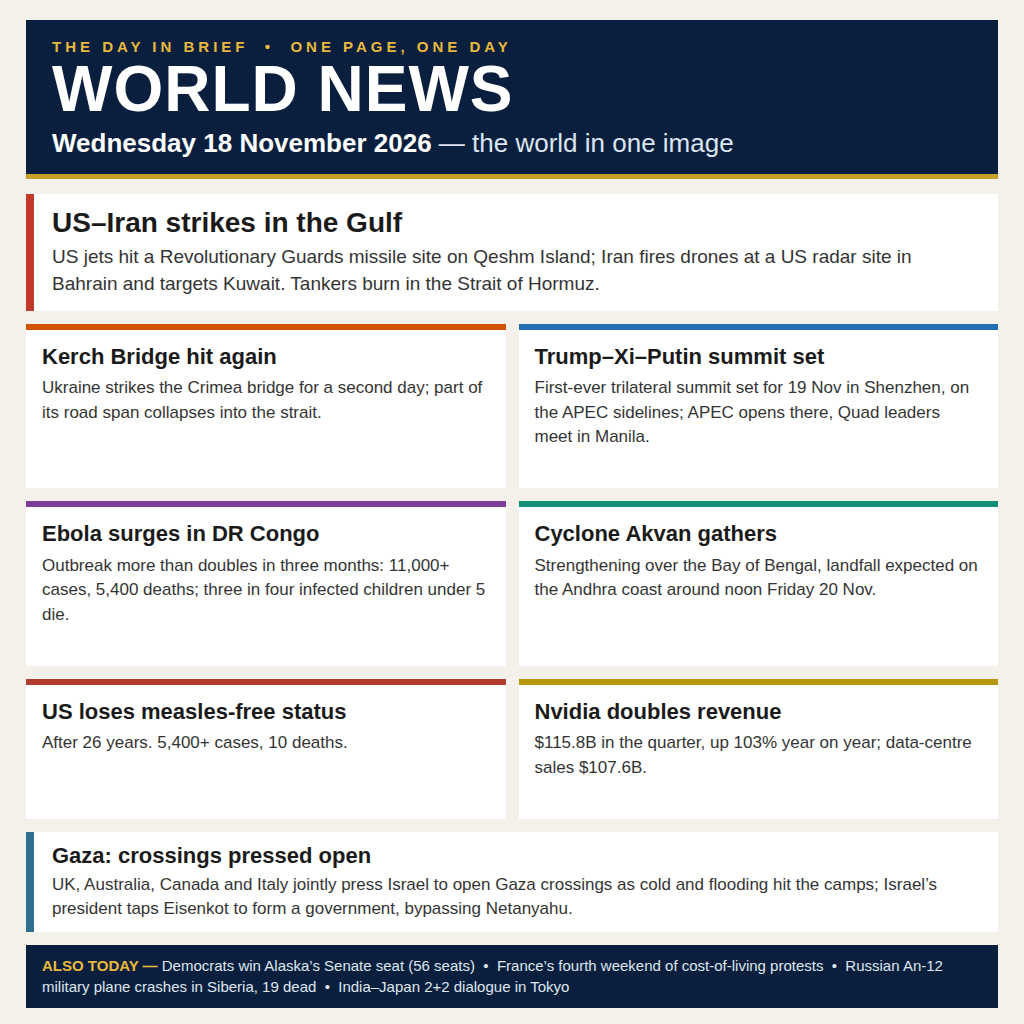 THE DAY IN BRIEF • ONE PAGE, ONE DAY
WORLD NEWS
Wednesday 18 November 2026 — the world in one image
US–Iran strikes in the Gulf
US jets hit a Revolutionary Guards missile site on Qeshm Island; Iran fires drones at a US radar site in
Bahrain and targets Kuwait. Tankers burn in the Strait of Hormuz.
Kerch Bridge hit again
Ukraine strikes the Crimea bridge for a second day; part of
its road span collapses into the strait.
Trump–Xi–Putin summit set
First-ever trilateral summit set for 19 Nov in Shenzhen, on
the APEC sidelines; APEC opens there, Quad leaders
meet in Manila.
Ebola surges in DR Congo
Outbreak more than doubles in three months: 11,000+
cases, 5,400 deaths; three in four infected children under 5
die.
Cyclone Akvan gathers
Strengthening over the Bay of Bengal, landfall expected on
the Andhra coast around noon Friday 20 Nov.
US loses measles-free status
After 26 years. 5,400+ cases, 10 deaths.
Nvidia doubles revenue
$115.8B in the quarter, up 103% year on year; data-centre
sales $107.6B.
Gaza: crossings pressed open
UK, Australia, Canada and Italy jointly press Israel to open Gaza crossings as cold and flooding hit the camps; Israel’s
president taps Eisenkot to form a government, bypassing Netanyahu.
ALSO TODAY — Democrats win Alaska’s Senate seat (56 seats) • France’s fourth weekend of cost-of-living protests • Russian An-12
military plane crashes in Siberia, 19 dead • India–Japan 2+2 dialogue in Tokyo